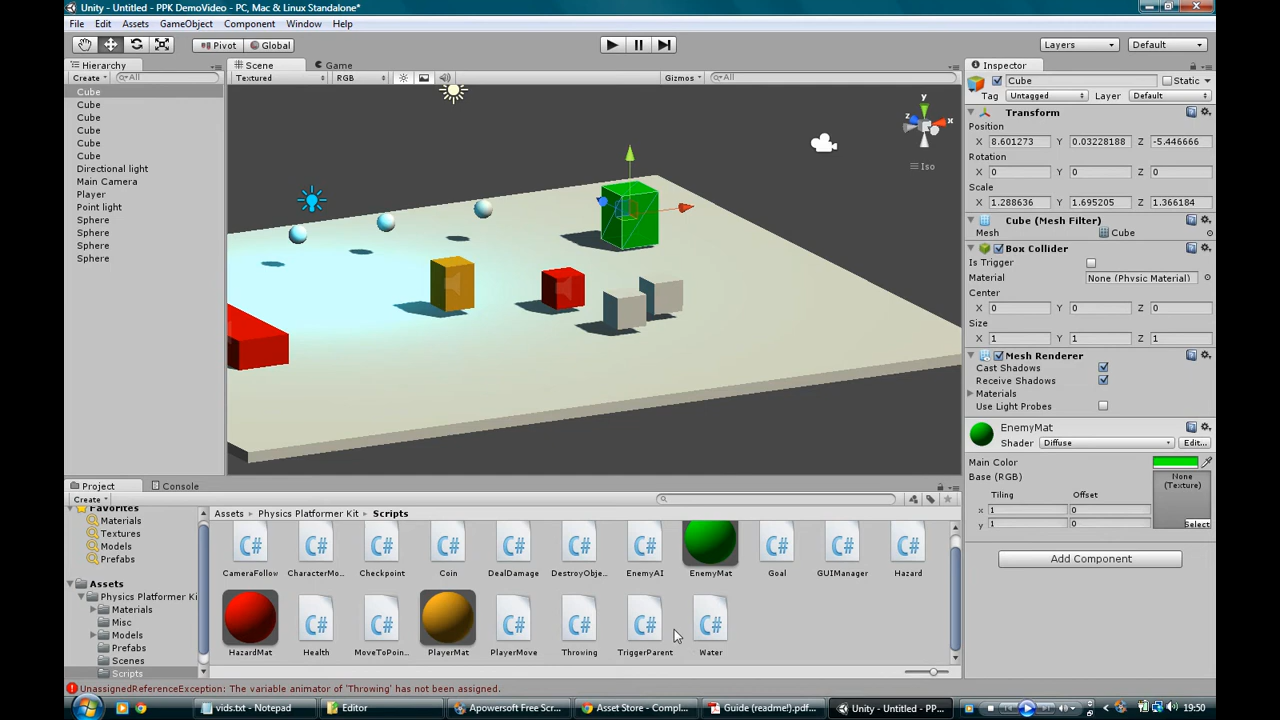 Unity - Untitled - PPK DemoVideo - PC, Mac & Linux Standalone*
File Edit Assets GameObject Component Window Help
Pivot Global Layers Default
Hierarchy
Create All
Cube
Cube
Cube
Cube
Cube
Cube
Directional light
Main Camera
Player
Point light
Sphere
Sphere
Sphere
Sphere
Scene Game
Textured RGB Gizmos All
y
z x
Iso
Inspector
Cube Static
Tag Untagged Layer Default
Transform
Position
X 8.601273 Y 0.03228188 Z -5.446666
Rotation
X 0 Y 0 Z 0
Scale
X 1.288636 Y 1.695205 Z 1.366184
Cube (Mesh Filter)
Mesh Cube
Box Collider
Is Trigger
Material None (Physic Material)
Center
X 0 Y 0 Z 0
Size
X 1 Y 1 Z 1
Mesh Renderer
Cast Shadows
Receive Shadows
Materials
Use Light Probes
EnemyMat
Shader Diffuse Edit...
Main Color
Base (RGB)
None
(Texture)
Tiling Offset
x 1 0
y 1 0
Select
Add Component
Project Console
Create
Favorites
Materials
Textures
Models
Prefabs
Assets
Physics Platformer Ki
Materials
Misc
Models
Prefabs
Scenes
Scripts
Assets Physics Platformer Kit Scripts
C# C# C# C# C# C# C# C# C# C#
CameraFollow CharacterMo... Checkpoint Coin DealDamage DestroyObje... EnemyAI EnemyMat Goal GUIManager Hazard
C# C# C# C# C# C#
HazardMat Health MoveToPoin... PlayerMat PlayerMove Throwing TriggerParent Water
UnassignedReferenceException: The variable animator of 'Throwing' has not been assigned.
vids.txt - Notepad Editor Apowersoft Free Scr... Asset Store - Compl... Guide (readme!).pdf... Unity - Untitled - PP... 19:50